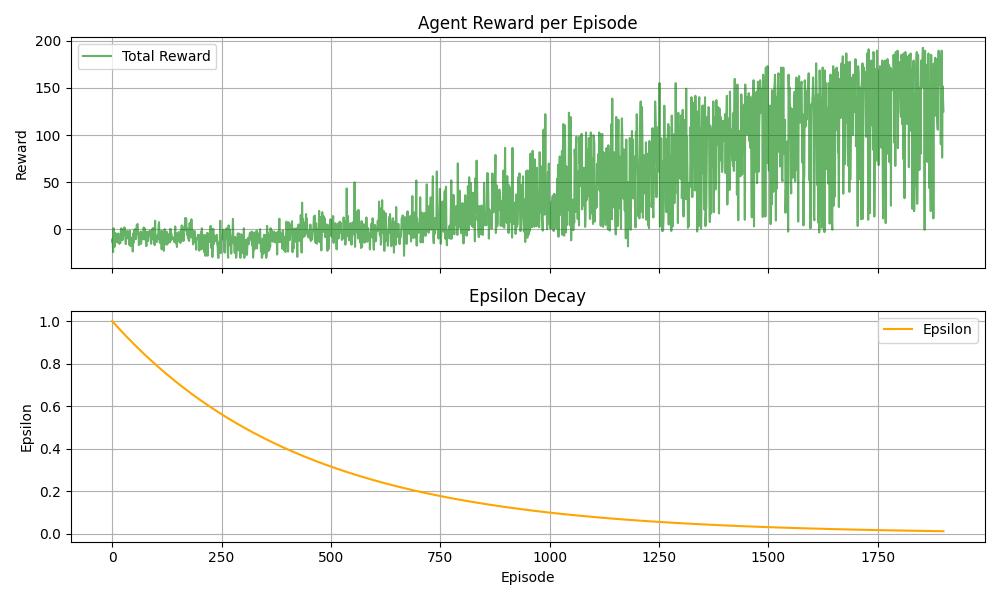 Agent Reward per Episode
200
150
100
50
0
Reward
Total Reward
Epsilon Decay
1.0
0.8
0.6
0.4
0.2
0.0
Epsilon
Epsilon
0 250 500 750 1000 1250 1500 1750
Episode